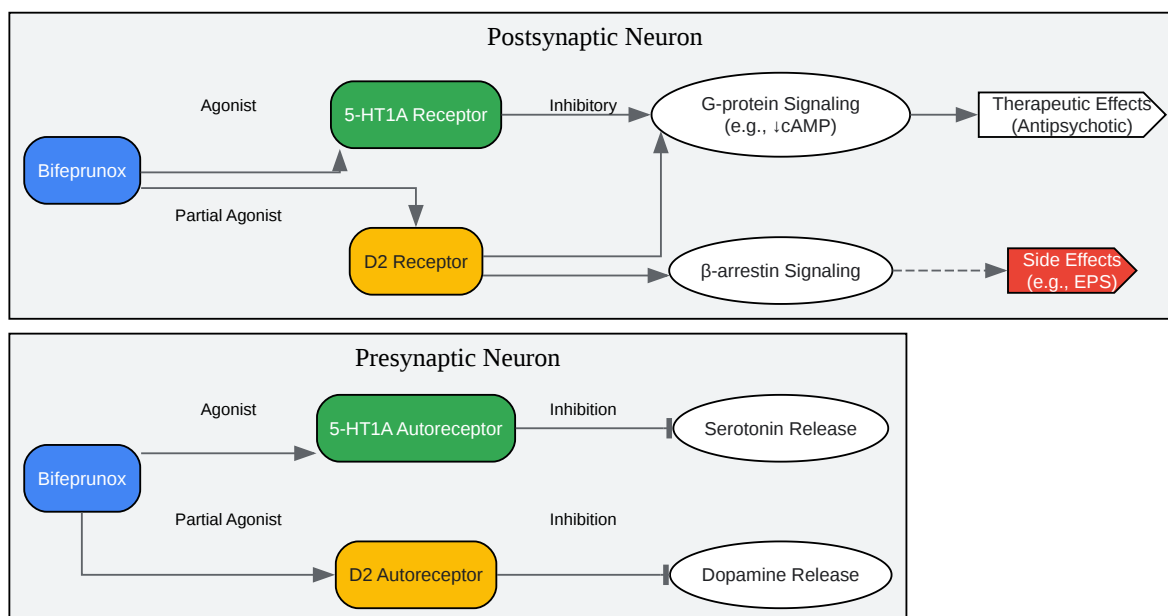 Postsynaptic Neuron
Agonist
5-HT1A Receptor
Inhibitory
G-protein Signaling
(e.g., ↓cAMP)
Therapeutic Effects
(Antipsychotic)
Bifeprunox
Partial Agonist
D2 Receptor
β-arrestin Signaling
Side Effects
(e.g., EPS)
Presynaptic Neuron
Agonist
5-HT1A Autoreceptor
Inhibition
Serotonin Release
Bifeprunox
Partial Agonist
Inhibition
D2 Autoreceptor
Dopamine Release